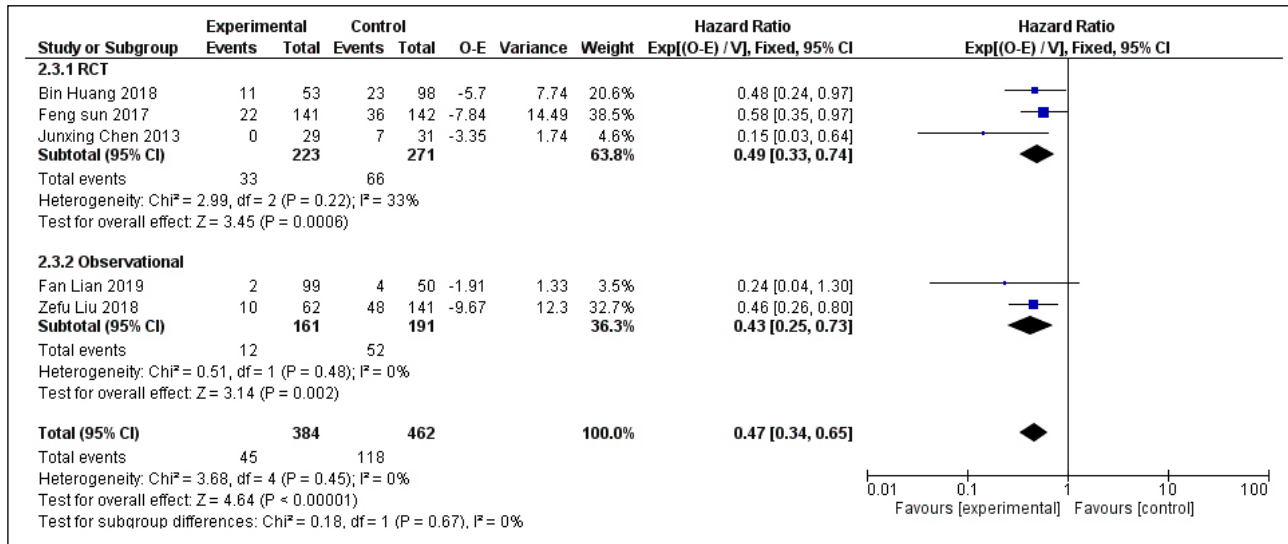 Experimental Control Hazard Ratio Hazard Ratio
Study or Subgroup Events Total Events Total O-E Variance Weight Exp[(O-E) / V], Fixed, 95% CI Exp[(O-E) / V], Fixed, 95% CI
2.3.1 RCT
Bin Huang 2018 11 53 23 98 -5.7 7.74 20.6% 0.48 [0.24, 0.97]
Feng sun 2017 22 141 36 142 -7.84 14.49 38.5% 0.58 [0.35, 0.97]
Junxing Chen 2013 0 29 7 31 -3.35 1.74 4.6% 0.15 [0.03, 0.64]
Subtotal (95% CI) 223 271 63.8% 0.49 [0.33, 0.74]
Total events 33 66
Heterogeneity: Chi² = 2.99, df = 2 (P = 0.22); I² = 33%
Test for overall effect: Z = 3.45 (P = 0.0006)
2.3.2 Observational
Fan Lian 2019 2 99 4 50 -1.91 1.33 3.5% 0.24 [0.04, 1.30]
Zefu Liu 2018 10 62 48 141 -9.67 12.3 32.7% 0.46 [0.26, 0.80]
Subtotal (95% CI) 161 191 36.3% 0.43 [0.25, 0.73]
Total events 12 52
Heterogeneity: Chi² = 0.51, df = 1 (P = 0.48); I² = 0%
Test for overall effect: Z = 3.14 (P = 0.002)
Total (95% CI) 384 462 100.0% 0.47 [0.34, 0.65]
Total events 45 118
Heterogeneity: Chi² = 3.68, df = 4 (P = 0.45); I² = 0%
Test for overall effect: Z = 4.64 (P < 0.00001)
Test for subgroup differences: Chi² = 0.18, df = 1 (P = 0.67), I² = 0%
0.01 0.1 1 10 100
Favours [experimental] Favours [control]